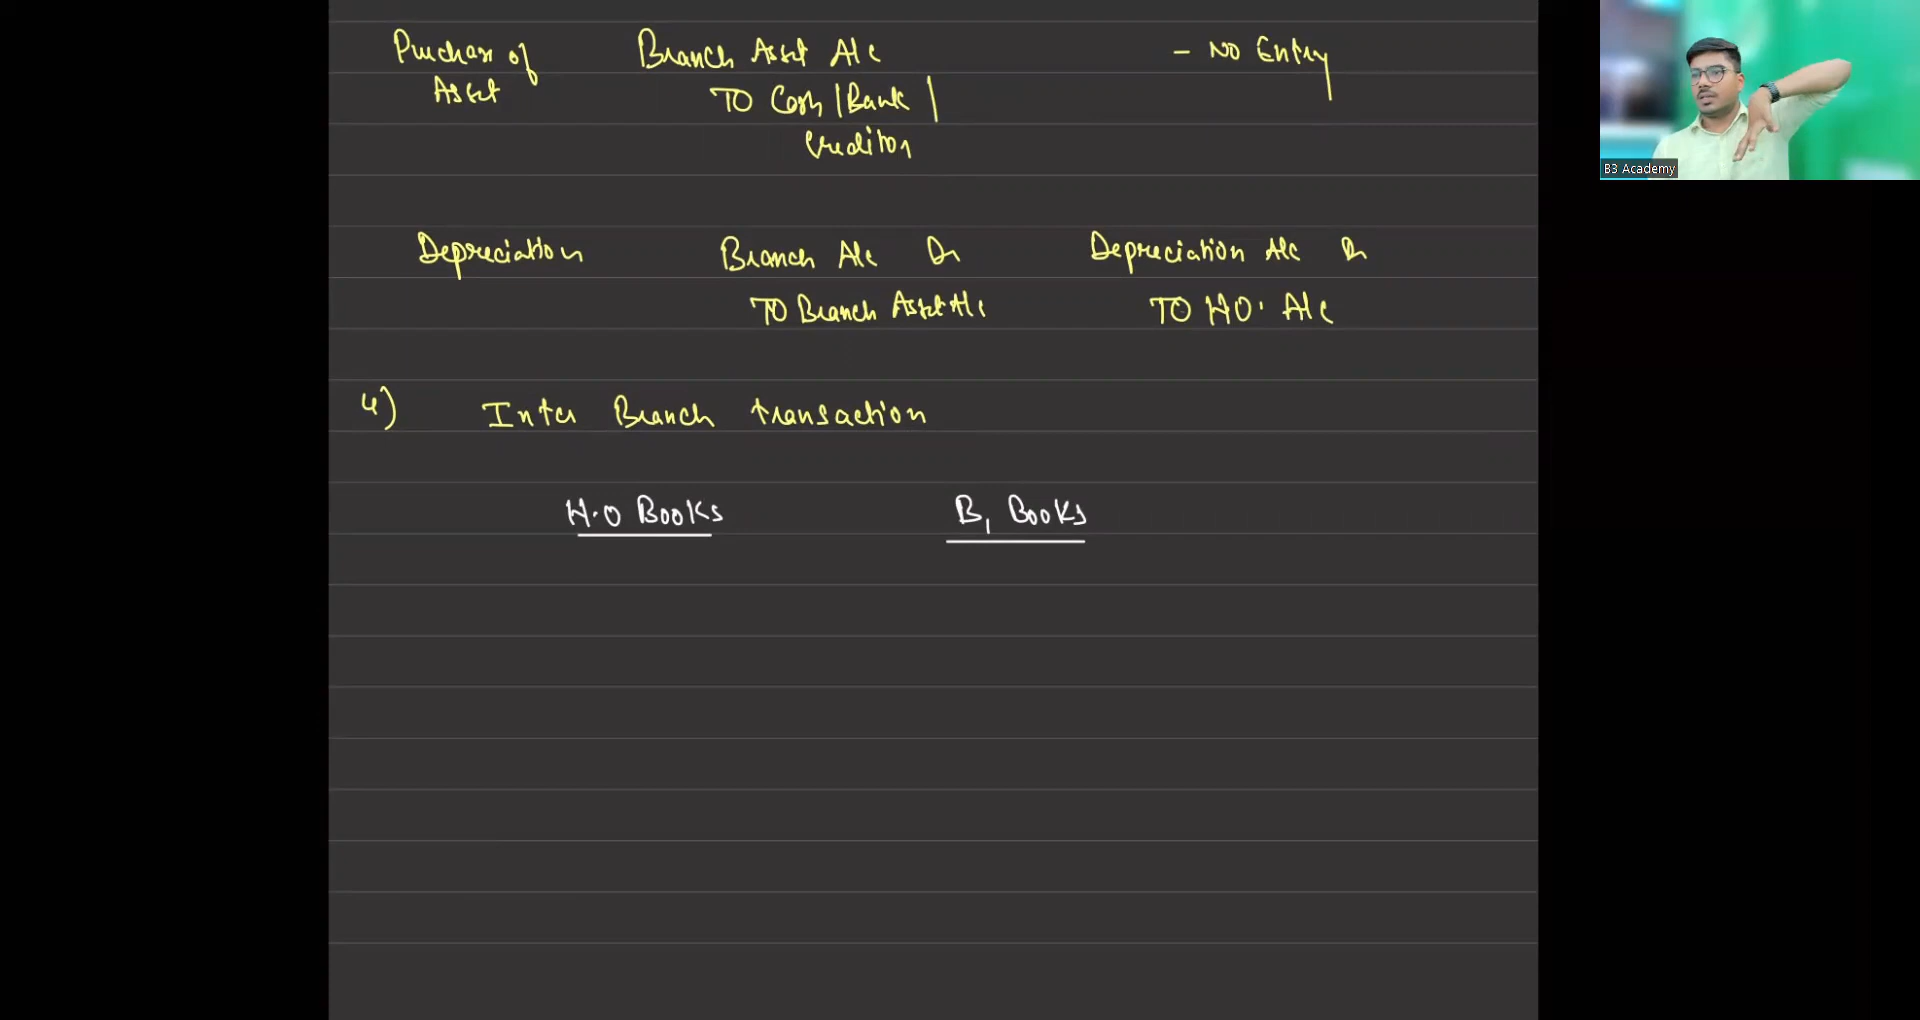 Purchase of Branch Asset A/c - No Entry
Asset TO Cash | Bank |
Creditor
Depreciation Branch A/c Dr Depreciation A/c Dr
TO Branch Asset A/c TO H.O. A/c
4) Inter Branch transaction
H.O Books B1 Books
B3 Academy